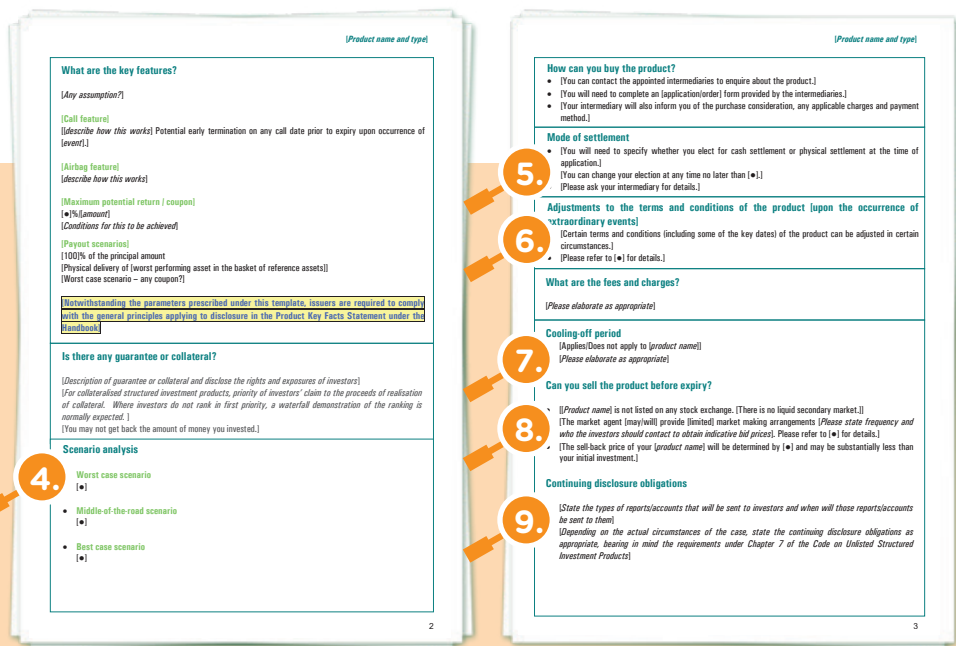 [Product name and type]
What are the key features?
[Any assumption?]
[Call feature]
[[describe how this works] Potential early termination on any call date prior to expiry upon occurrence of
[event].]
[Airbag feature]
[describe how this works]
[Maximum potential return / coupon]
[●]%/[amount]
[Conditions for this to be achieved]
[Payout scenarios]
[100]% of the principal amount
[Physical delivery of [worst performing asset in the basket of reference assets]]
[Worst case scenario – any coupon?]
[Notwithstanding the parameters prescribed under this template, issuers are required to comply
with the general principles applying to disclosure in the Product Key Facts Statement under the
Handbook]
Is there any guarantee or collateral?
[Description of guarantee or collateral and disclose the rights and exposures of investors]
[For collateralised structured investment products, priority of investors' claim to the proceeds of realisation
of collateral. Where investors do not rank in first priority, a waterfall demonstration of the ranking is
normally expected. ]
[You may not get back the amount of money you invested.]
Scenario analysis
4.
Worst case scenario
[●]
• Middle-of-the-road scenario
[●]
• Best case scenario
[●]
2
[Product name and type]
How can you buy the product?
• [You can contact the appointed intermediaries to enquire about the product.]
• [You will need to complete an [application/order] form provided by the intermediaries.]
• [Your intermediary will also inform you of the purchase consideration, any applicable charges and payment
method.]
Mode of settlement
5.
• [You will need to specify whether you elect for cash settlement or physical settlement at the time of
application.]
[You can change your election at any time no later than [●].]
[Please ask your intermediary for details.]
Adjustments to the terms and conditions of the product [upon the occurrence of
extraordinary events]
6.
[Certain terms and conditions (including some of the key dates) of the product can be adjusted in certain
circumstances.]
• [Please refer to [●] for details.]
What are the fees and charges?
[Please elaborate as appropriate]
Cooling-off period
7.
[Applies/Does not apply to [product name]]
[Please elaborate as appropriate]
Can you sell the product before expiry?
8.
• [[Product name] is not listed on any stock exchange. [There is no liquid secondary market.]]
[The market agent [may/will] provide [limited] market making arrangements [Please state frequency and
who the investors should contact to obtain indicative bid prices]. Please refer to [●] for details.]
• [The sell-back price of your [product name] will be determined by [●] and may be substantially less than
your initial investment.]
Continuing disclosure obligations
9.
[State the types of reports/accounts that will be sent to investors and when will those reports/accounts
be sent to them]
[Depending on the actual circumstances of the case, state the continuing disclosure obligations as
appropriate, bearing in mind the requirements under Chapter 7 of the Code on Unlisted Structured
Investment Products]
3